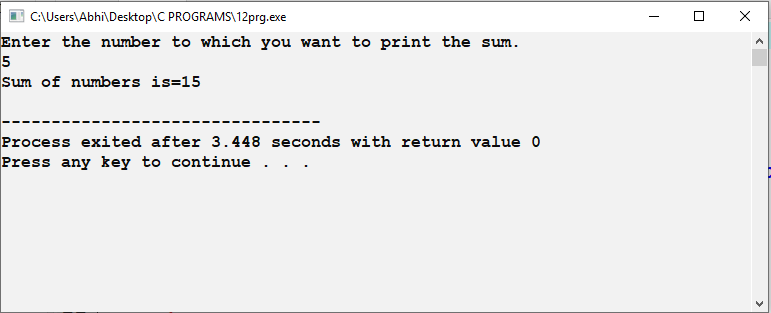 C:\Users\Abhi\Desktop\C PROGRAMS\12prg.exe
Enter the number to which you want to print the sum.
5
Sum of numbers is=15
--------------------------------
Process exited after 3.448 seconds with return value 0
Press any key to continue . . .